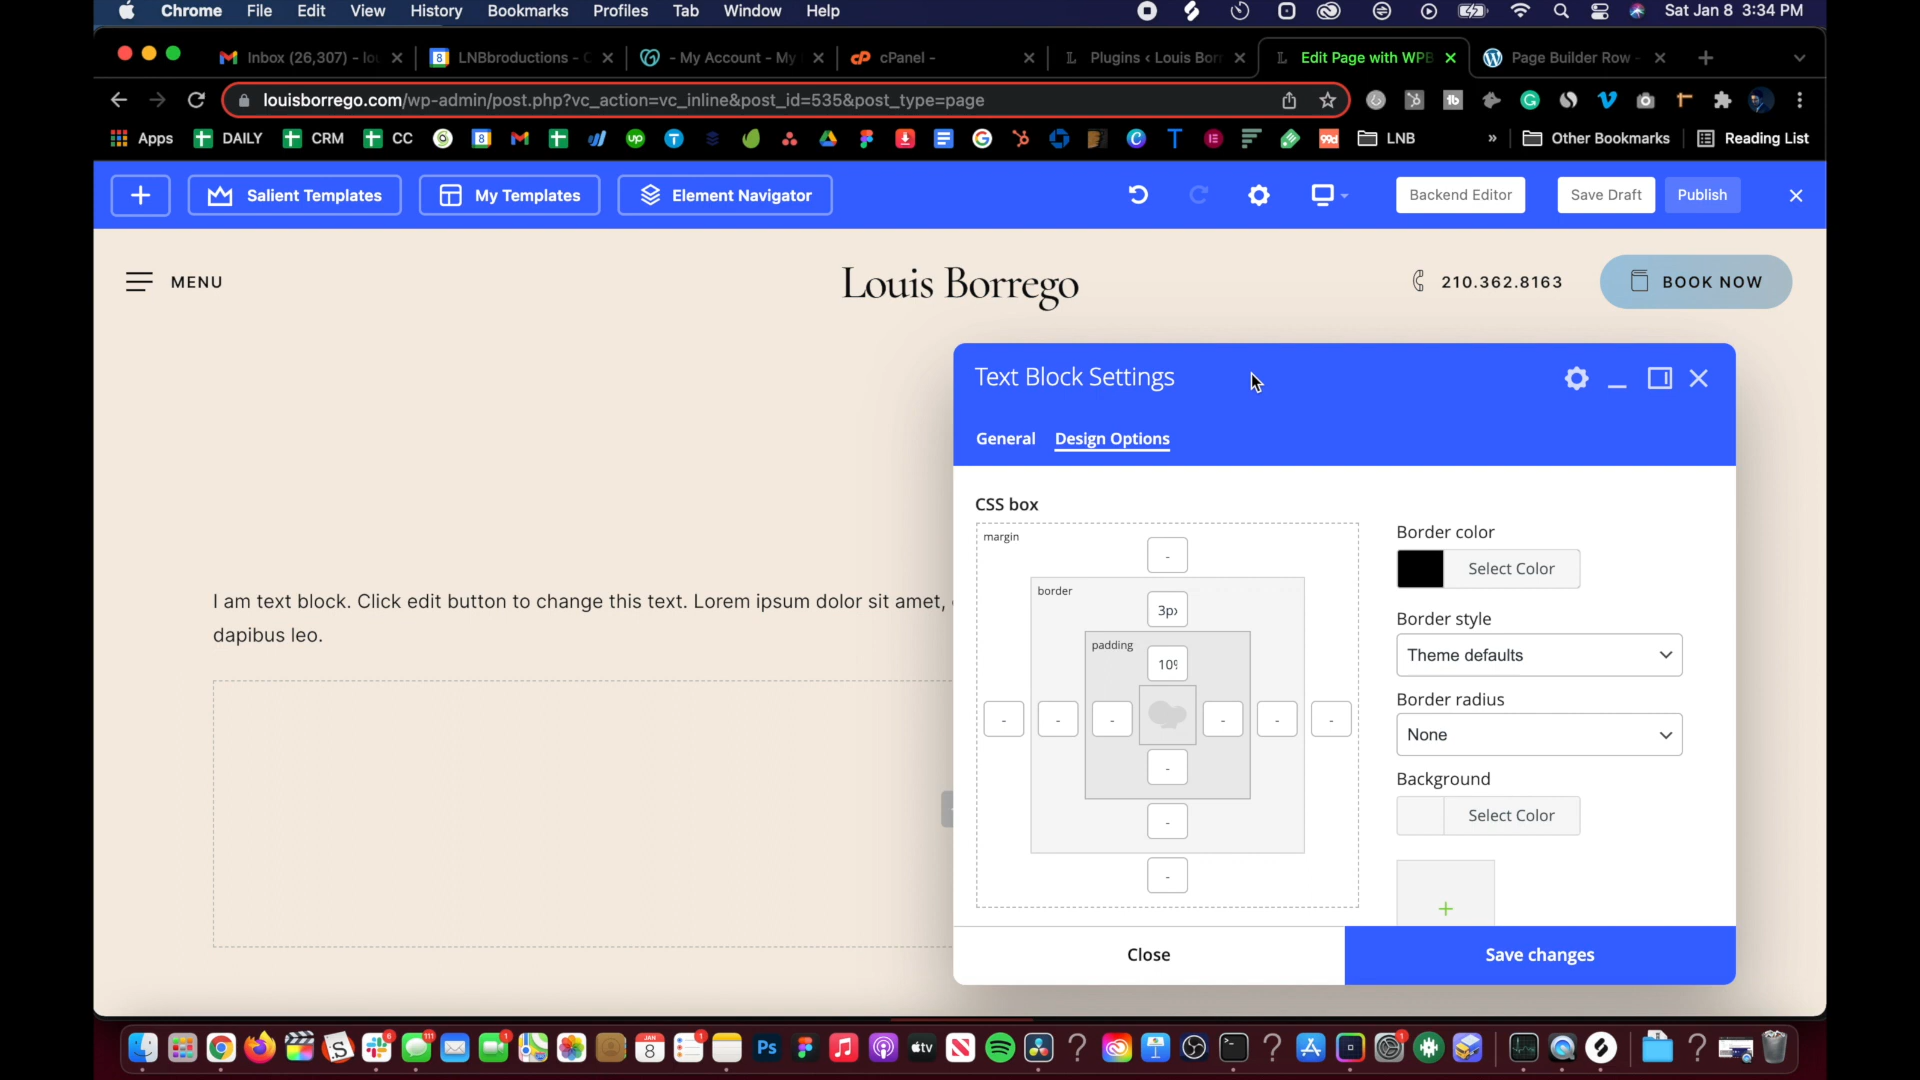 Chrome File Edit View History Bookmarks Profiles Tab Window Help Sat Jan 8 3:34 PM
Inbox (26,307) - lo LNBbroductions - C - My Account - My cPanel - Plugins ‹ Louis Borr Edit Page with WPB Page Builder Row -
louisborrego.com/wp-admin/post.php?vc_action=vc_inline&post_id=535&post_type=page
Apps DAILY CRM CC LNB » Other Bookmarks Reading List
Salient Templates My Templates Element Navigator Backend Editor Save Draft Publish
MENU Louis Borrego 210.362.8163 BOOK NOW
Text Block Settings
General Design Options
CSS box
margin
-
border
3px
padding
10%
- - - - - -
-
-
-
Border color
Select Color
Border style
Theme defaults
Border radius
None
Background
Select Color
+
I am text block. Click edit button to change this text. Lorem ipsum dolor sit amet,
dapibus leo.
Close Save changes